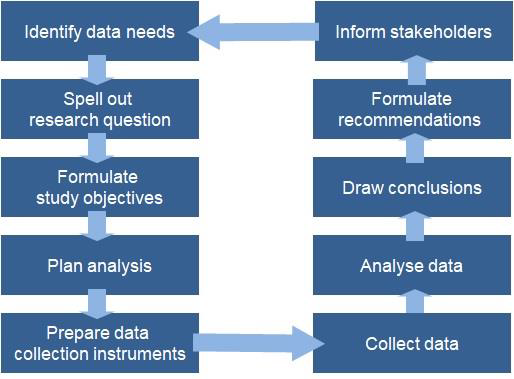 Identify data needs
Spell out
research question
Formulate
study objectives
Plan analysis
Prepare data
collection instruments
Collect data
Analyse data
Draw conclusions
Formulate
recommendations
Inform stakeholders